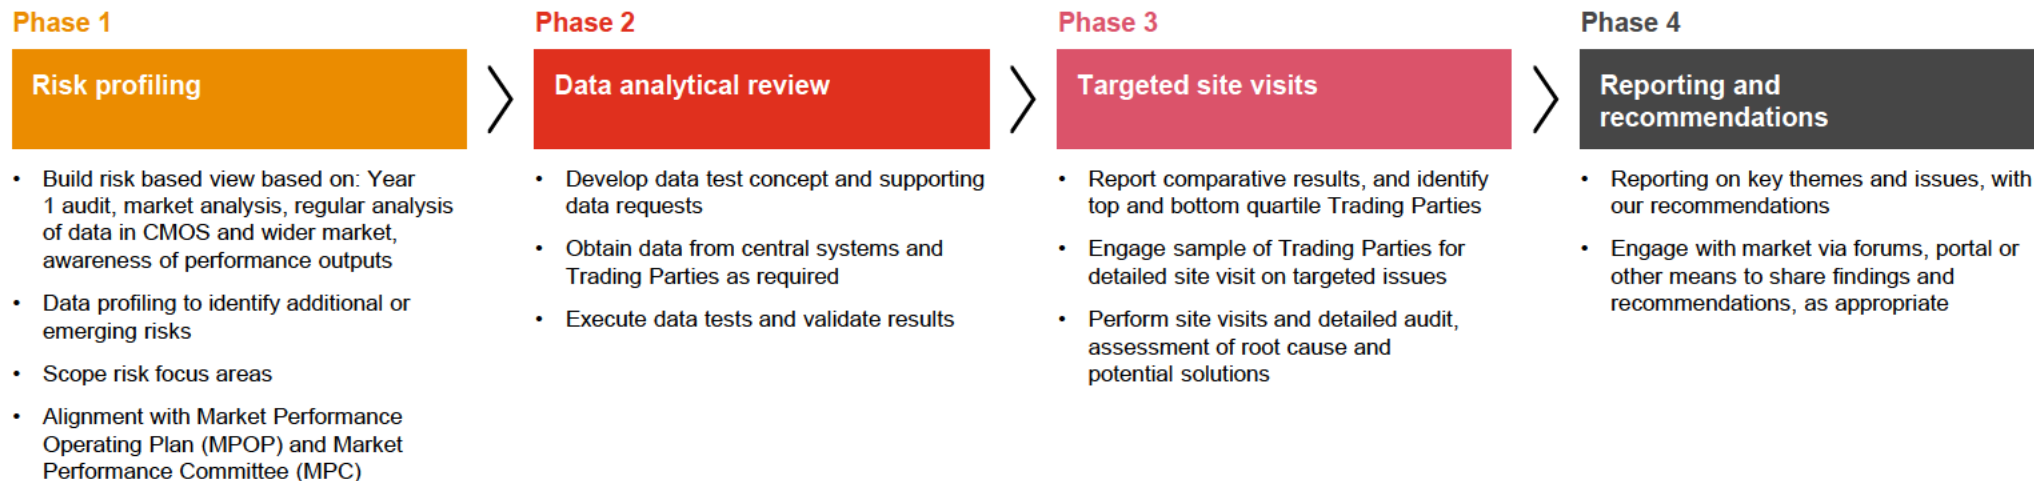 Phase 1
Risk profiling
• Build risk based view based on: Year
1 audit, market analysis, regular analysis
of data in CMOS and wider market,
awareness of performance outputs
• Data profiling to identify additional or
emerging risks
• Scope risk focus areas
• Alignment with Market Performance
Operating Plan (MPOP) and Market
Performance Committee (MPC)
Phase 2
Data analytical review
• Develop data test concept and supporting
data requests
• Obtain data from central systems and
Trading Parties as required
• Execute data tests and validate results
Phase 3
Targeted site visits
• Report comparative results, and identify
top and bottom quartile Trading Parties
• Engage sample of Trading Parties for
detailed site visit on targeted issues
• Perform site visits and detailed audit,
assessment of root cause and
potential solutions
Phase 4
Reporting and
recommendations
• Reporting on key themes and issues, with
our recommendations
• Engage with market via forums, portal or
other means to share findings and
recommendations, as appropriate